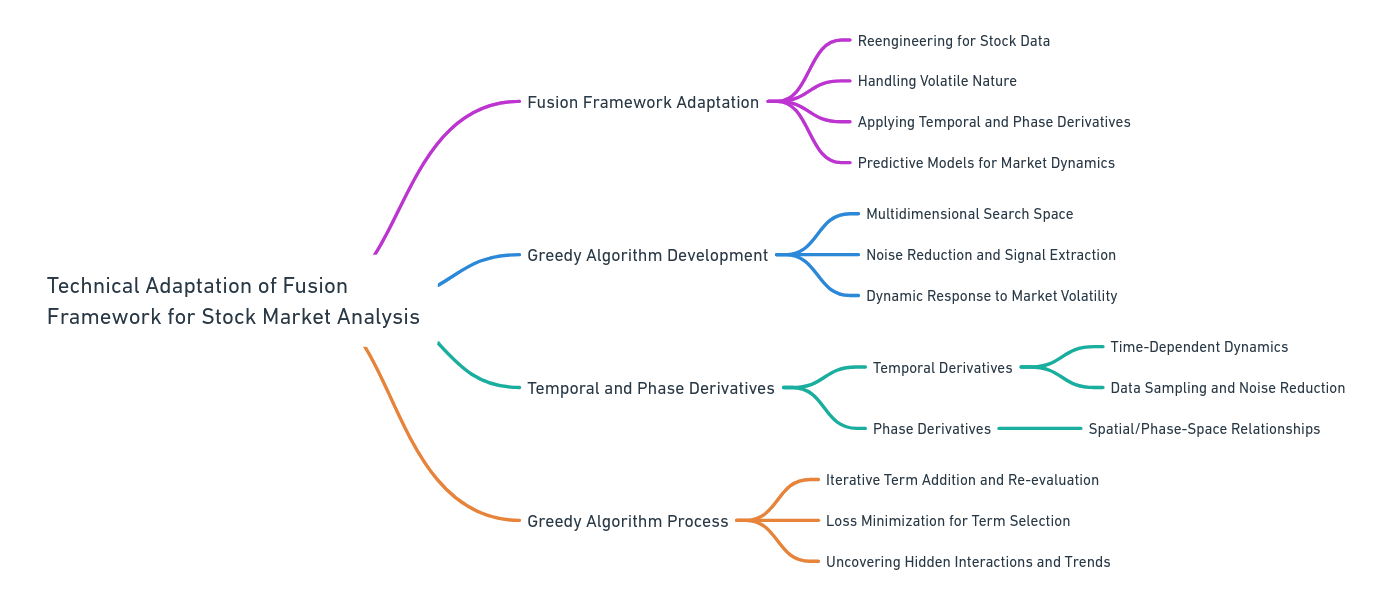 Technical Adaptation of Fusion
Framework for Stock Market Analysis
Fusion Framework Adaptation
Reengineering for Stock Data
Handling Volatile Nature
Applying Temporal and Phase Derivatives
Predictive Models for Market Dynamics
Greedy Algorithm Development
Multidimensional Search Space
Noise Reduction and Signal Extraction
Dynamic Response to Market Volatility
Temporal and Phase Derivatives
Temporal Derivatives
Time-Dependent Dynamics
Data Sampling and Noise Reduction
Phase Derivatives
Spatial/Phase-Space Relationships
Greedy Algorithm Process
Iterative Term Addition and Re-evaluation
Loss Minimization for Term Selection
Uncovering Hidden Interactions and Trends